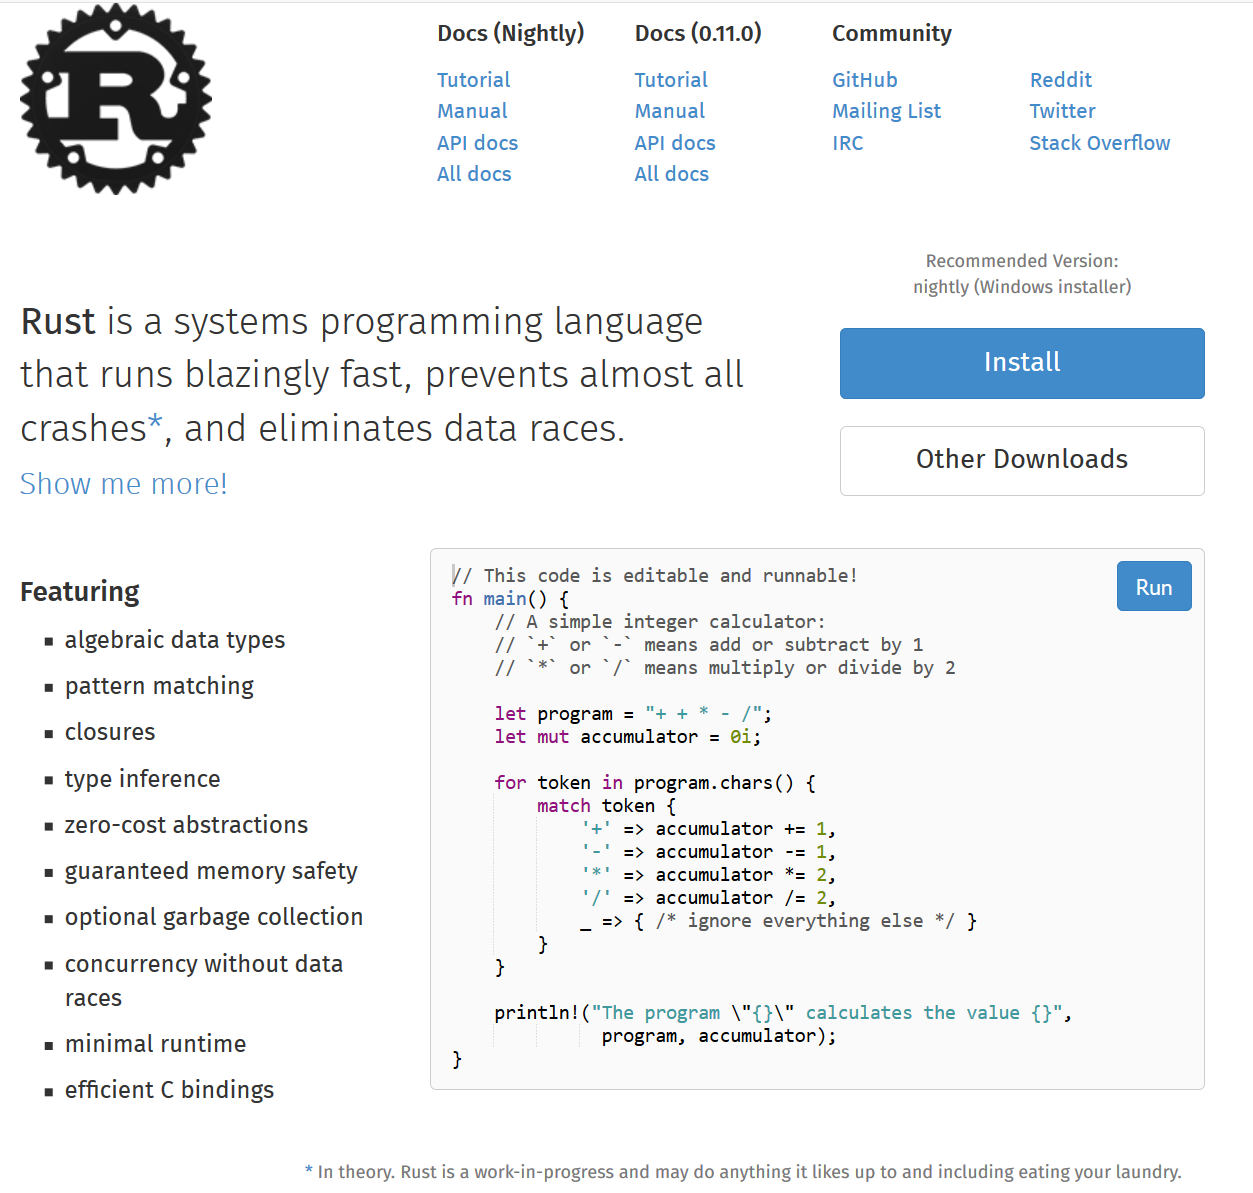 R
Docs (Nightly)
Tutorial
Manual
API docs
All docs
Docs (0.11.0)
Tutorial
Manual
API docs
All docs
Community
GitHub
Mailing List
IRC
Reddit
Twitter
Stack Overflow
Rust is a systems programming language
that runs blazingly fast, prevents almost all
crashes*, and eliminates data races.
Show me more!
Recommended Version:
nightly (Windows installer)
Install
Other Downloads
Featuring
▪ algebraic data types
▪ pattern matching
▪ closures
▪ type inference
▪ zero-cost abstractions
▪ guaranteed memory safety
▪ optional garbage collection
▪ concurrency without data
races
▪ minimal runtime
▪ efficient C bindings
// This code is editable and runnable!
fn main() {
    // A simple integer calculator:
    // `+` or `-` means add or subtract by 1
    // `*` or `/` means multiply or divide by 2

    let program = "+ + * - /";
    let mut accumulator = 0i;

    for token in program.chars() {
        match token {
            '+' => accumulator += 1,
            '-' => accumulator -= 1,
            '*' => accumulator *= 2,
            '/' => accumulator /= 2,
            _ => { /* ignore everything else */ }
        }
    }

    println!("The program \"{}\" calculates the value {}",
              program, accumulator);
}
Run
* In theory. Rust is a work-in-progress and may do anything it likes up to and including eating your laundry.